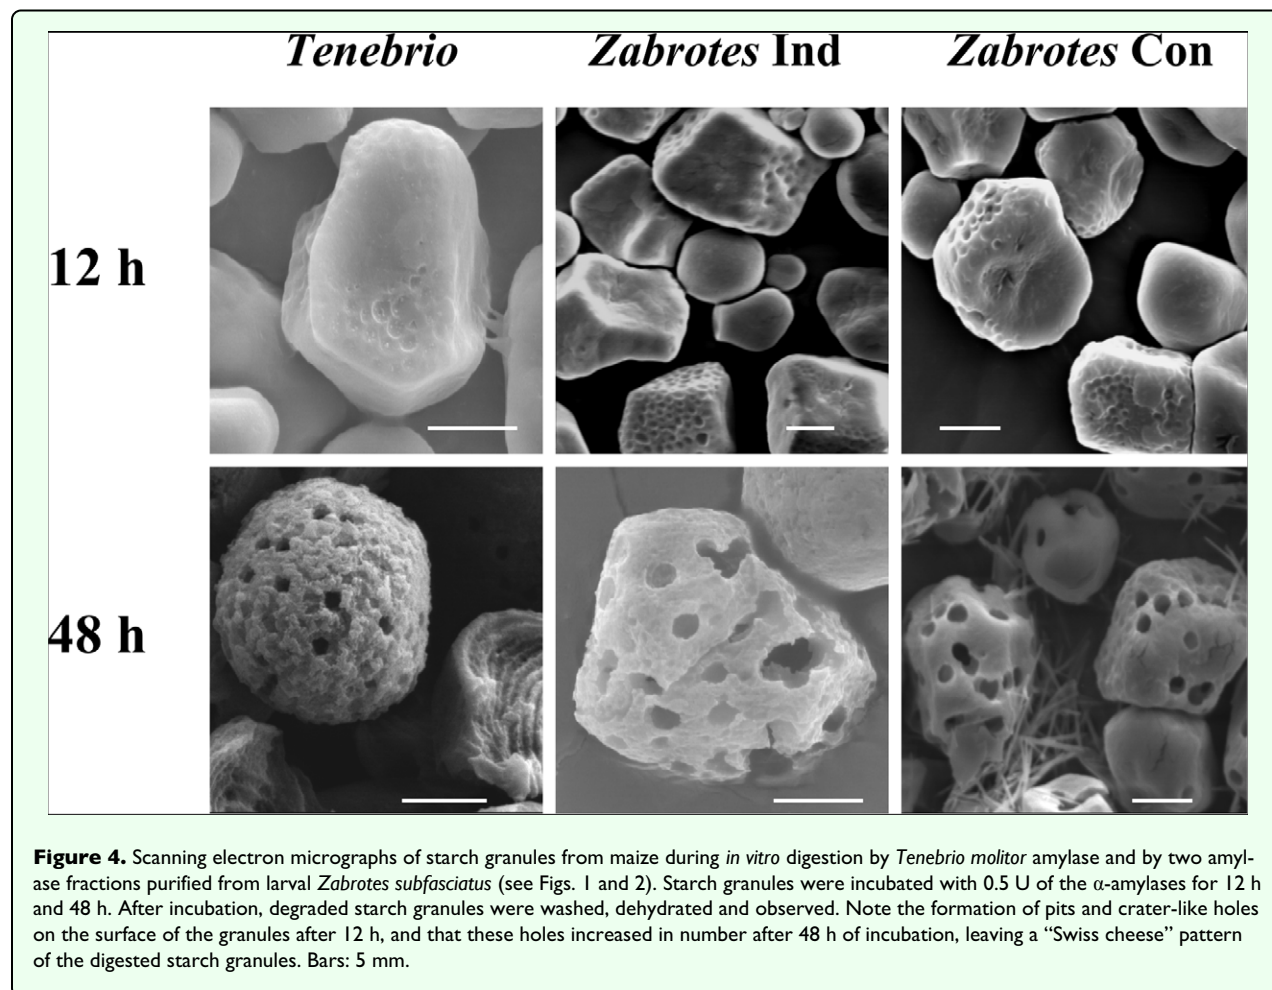 Tenebrio Zabrotes Ind Zabrotes Con
12 h
48 h
Figure 4. Scanning electron micrographs of starch granules from maize during in vitro digestion by Tenebrio molitor amylase and by two amyl-
ase fractions purified from larval Zabrotes subfasciatus (see Figs. 1 and 2). Starch granules were incubated with 0.5 U of the α-amylases for 12 h
and 48 h. After incubation, degraded starch granules were washed, dehydrated and observed. Note the formation of pits and crater-like holes
on the surface of the granules after 12 h, and that these holes increased in number after 48 h of incubation, leaving a “Swiss cheese” pattern
of the digested starch granules. Bars: 5 mm.